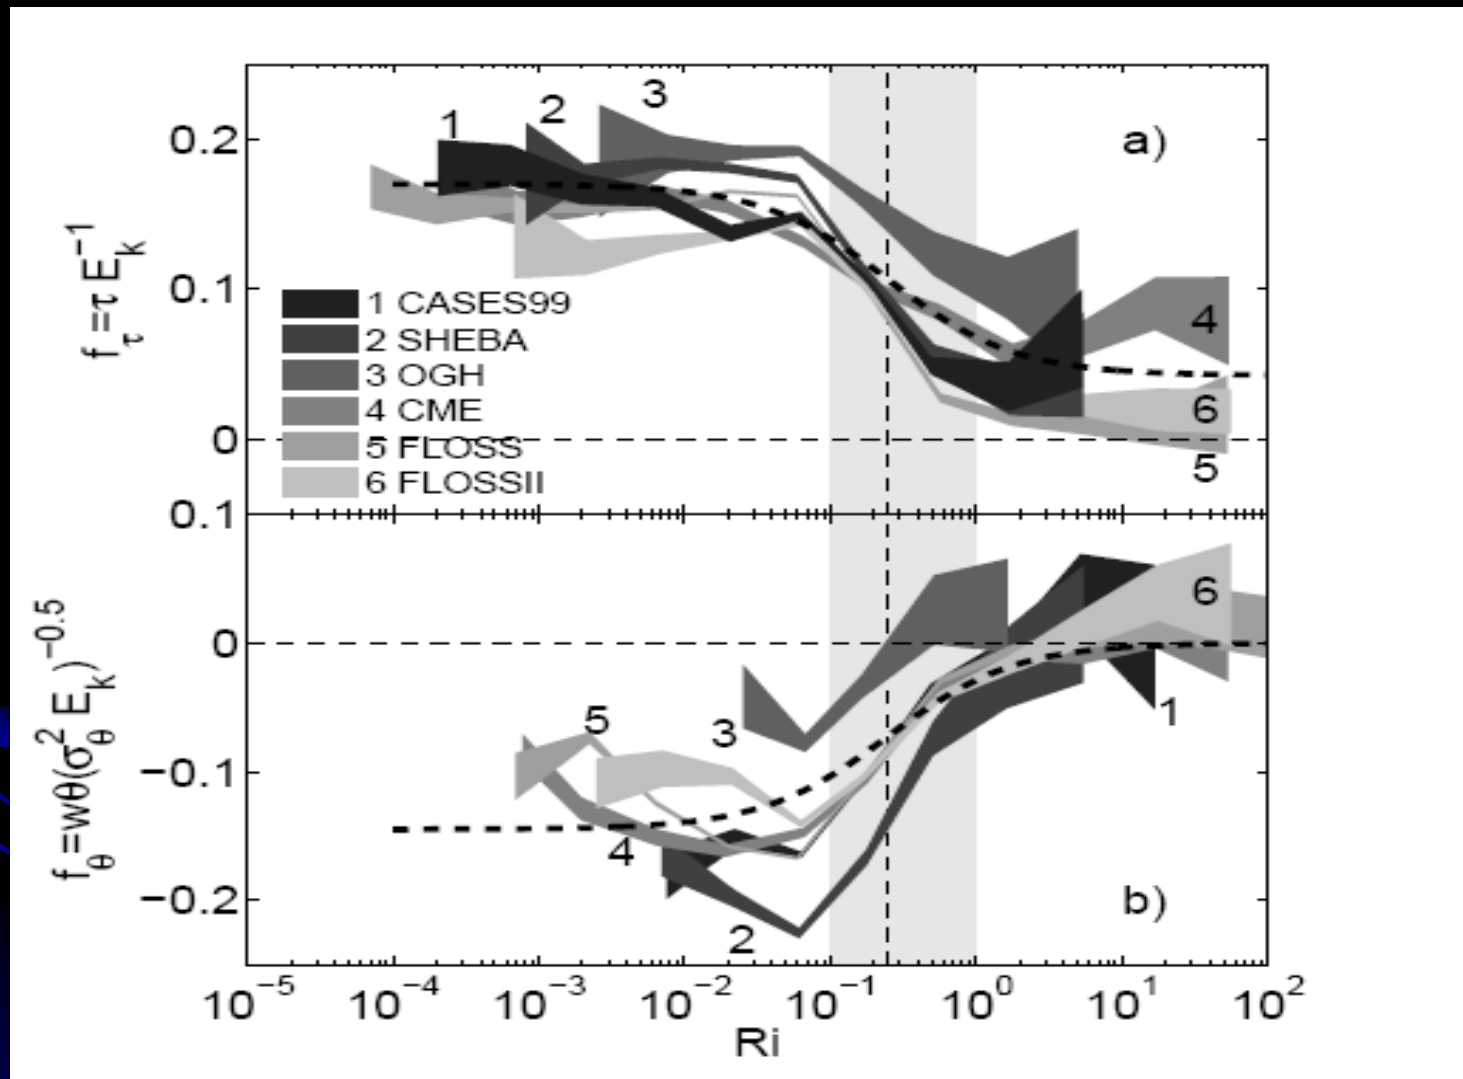 1
2
3
a)
0.2
0.1
0
0.1
f_τ=τ E_k^−1
1 CASES99
2 SHEBA
3 OGH
4 CME
5 FLOSS
6 FLOSSII
4
6
5
0
−0.1
−0.2
f_θ=wθ(σ_θ^2 E_k)^−0.5
6
5
3
1
4
2
b)
10^−5 10^−4 10^−3 10^−2 10^−1 10^0 10^1 10^2
Ri